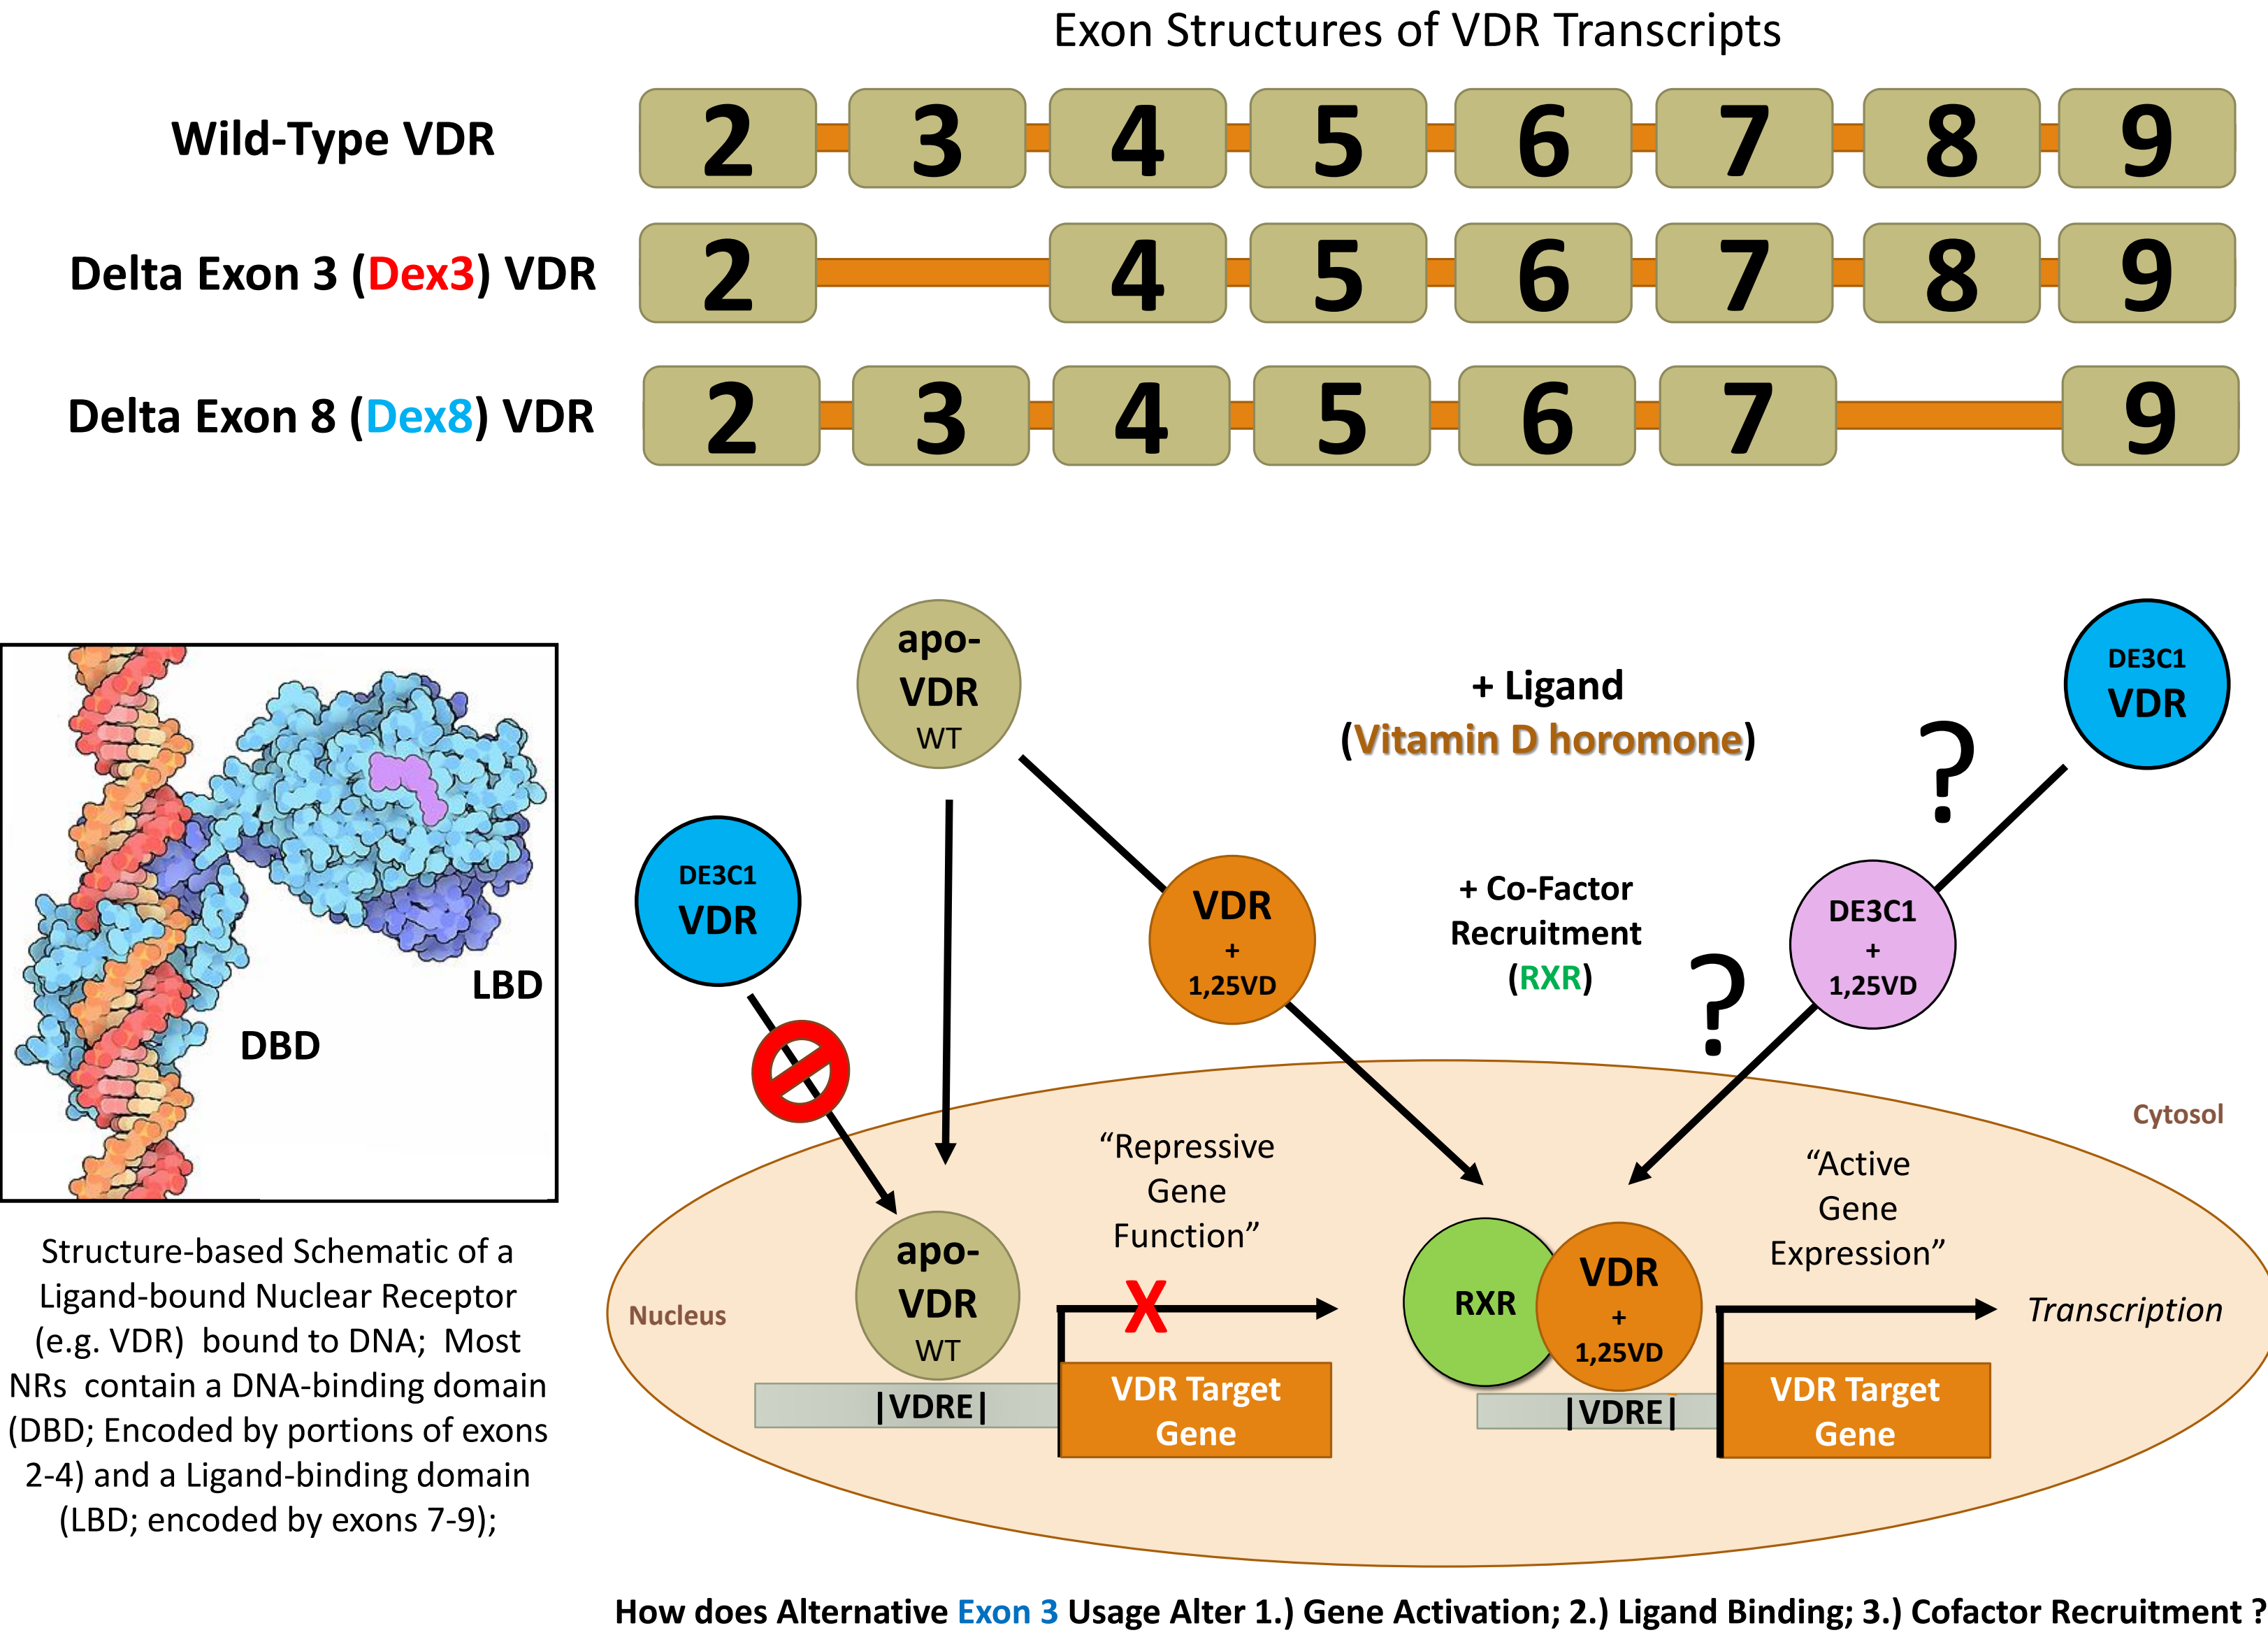 Exon Structures of VDR Transcripts
Wild-Type VDR
2 3 4 5 6 7 8 9
Delta Exon 3 (Dex3) VDR
2 4 5 6 7 8 9
Delta Exon 8 (Dex8) VDR
2 3 4 5 6 7 9
LBD
DBD
Structure-based Schematic of a
Ligand-bound Nuclear Receptor
(e.g. VDR) bound to DNA; Most
NRs contain a DNA-binding domain
(DBD; Encoded by portions of exons
2-4) and a Ligand-binding domain
(LBD; encoded by exons 7-9);
apo-
VDR
WT
+ Ligand
(Vitamin D horomone)
DE3C1
VDR
?
DE3C1
VDR
VDR
+
1,25VD
+ Co-Factor
Recruitment
(RXR)
?
DE3C1
+
1,25VD
Cytosol
Nucleus
"Repressive
Gene
Function"
"Active
Gene
Expression"
apo-
VDR
WT
X
RXR
VDR
+
1,25VD
Transcription
|VDRE|
VDR Target
Gene
|VDRE|
VDR Target
Gene
How does Alternative Exon 3 Usage Alter 1.) Gene Activation; 2.) Ligand Binding; 3.) Cofactor Recruitment ?